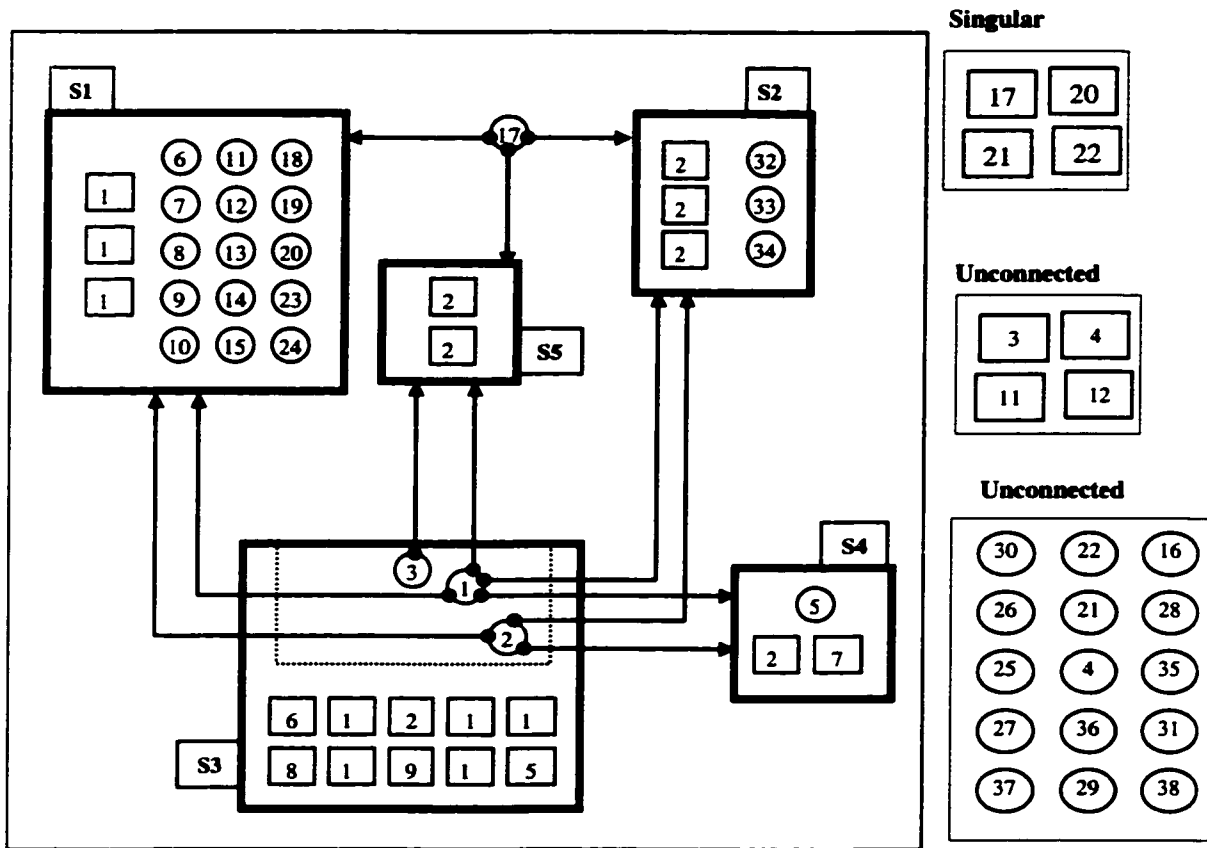 Singular
17 20
21 22
Unconnected
3 4
11 12
Unconnected
30 22 16
26 21 28
25 4 35
27 36 31
37 29 38
S1
1
1
1
6 11 18
7 12 19
8 13 20
9 14 23
10 15 24
17
S2
2 32
2 33
2 34
2
2
S5
3
1
2
S4
5
2 7
6 1 2 1 1
8 1 9 1 5
S3